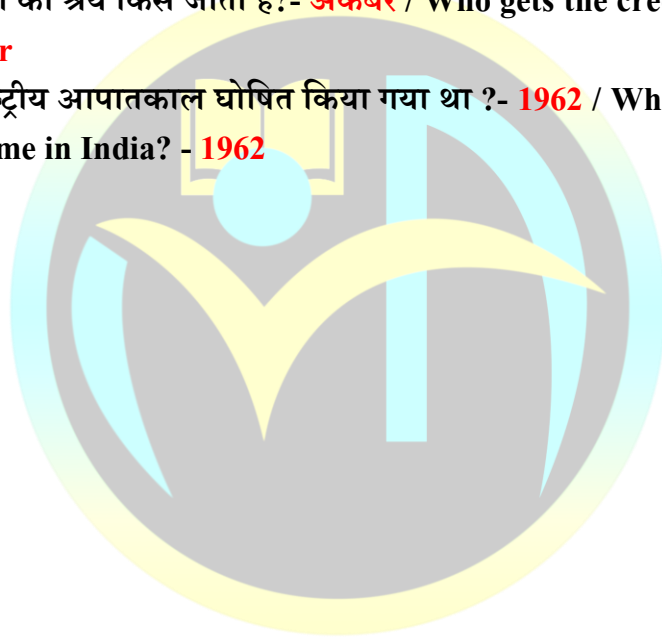 का श्रेय किसे जाता है?- अकबर / Who gets the cre
r
ट्रीय आपातकाल घोषित किया गया था ?- 1962 / Wh
me in India? - 1962